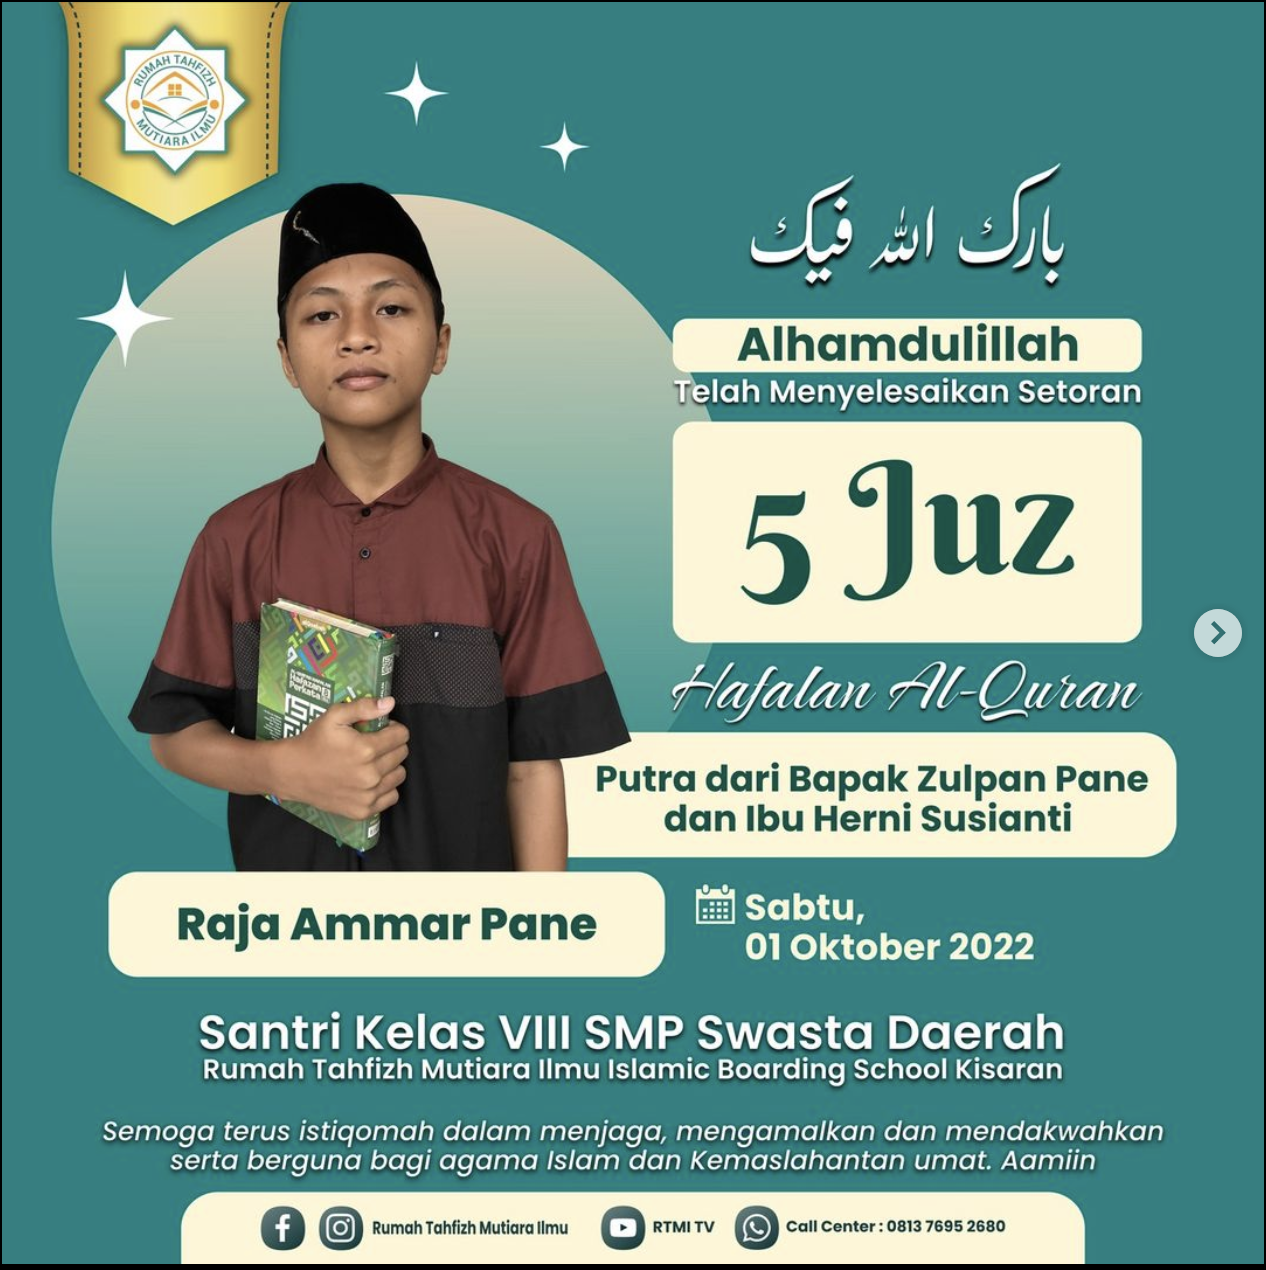 RUMAH TAHFIZH
MUTIARA ILMU
بارك الله فيك
Alhamdulillah
Telah Menyelesaikan Setoran
5 Juz
Hafalan Al-Quran
Hafazan
Perkata
Putra dari Bapak Zulpan Pane
dan Ibu Herni Susianti
Raja Ammar Pane
Sabtu,
01 Oktober 2022
Santri Kelas VIII SMP Swasta Daerah
Rumah Tahfizh Mutiara Ilmu Islamic Boarding School Kisaran
Semoga terus istiqomah dalam menjaga, mengamalkan dan mendakwahkan
serta berguna bagi agama Islam dan Kemaslahantan umat. Aamiin
Rumah Tahfizh Mutiara Ilmu RTMI TV Call Center : 0813 7695 2680